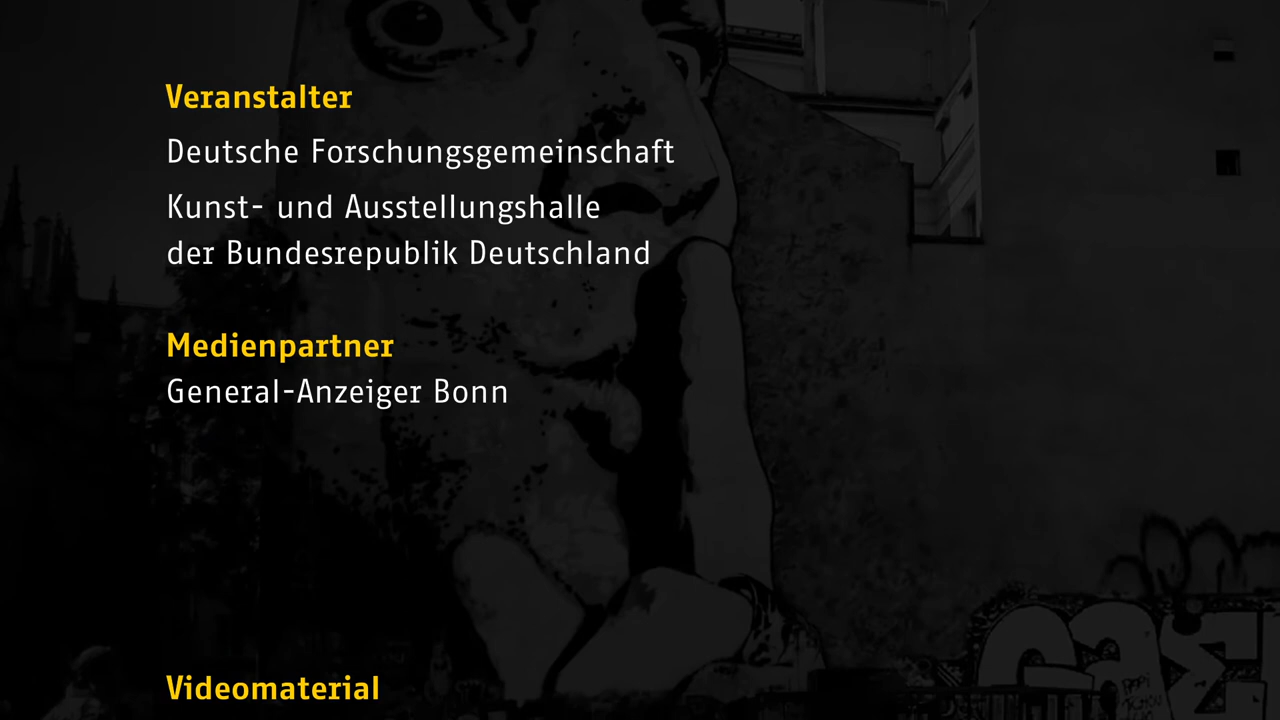 Veranstalter
Deutsche Forschungsgemeinschaft
Kunst- und Ausstellungshalle
der Bundesrepublik Deutschland
Medienpartner
General-Anzeiger Bonn
Videomaterial